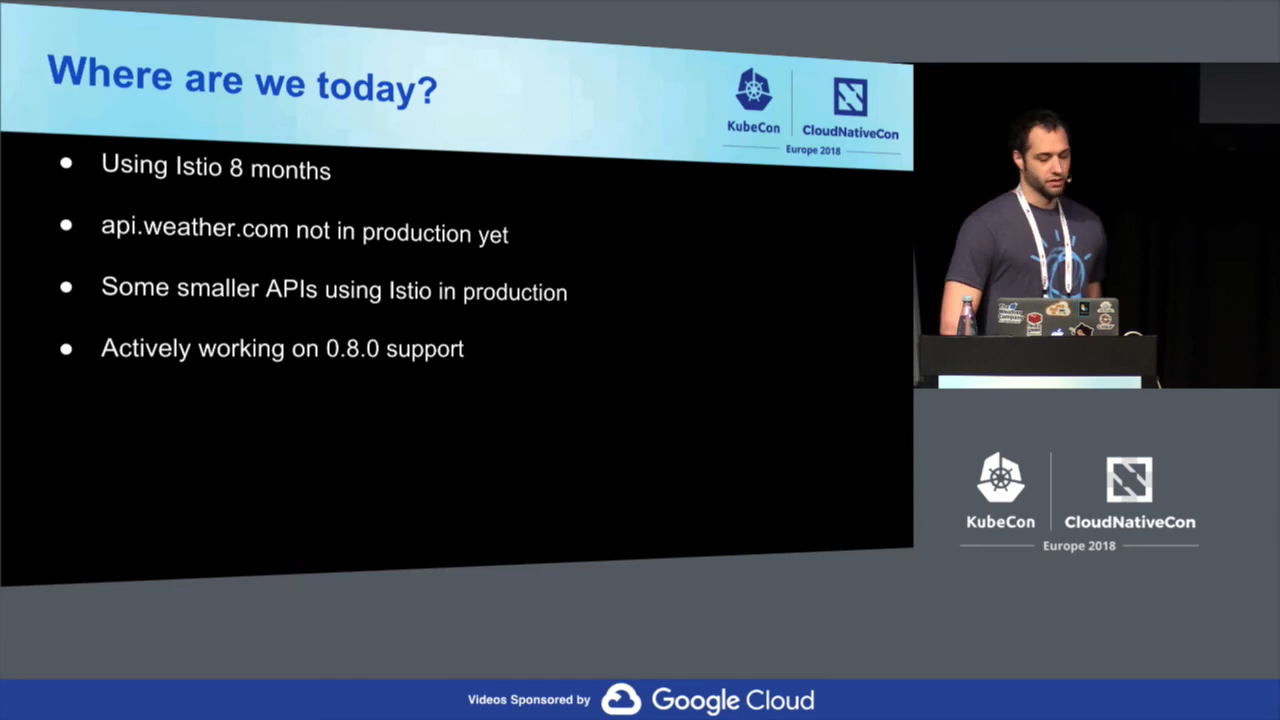 Where are we today?
KubeCon
CloudNativeCon
Europe 2018
Using Istio 8 months
api.weather.com not in production yet
Some smaller APIs using Istio in production
Actively working on 0.8.0 support
KubeCon
CloudNativeCon
Europe 2018
Videos Sponsored by Google Cloud